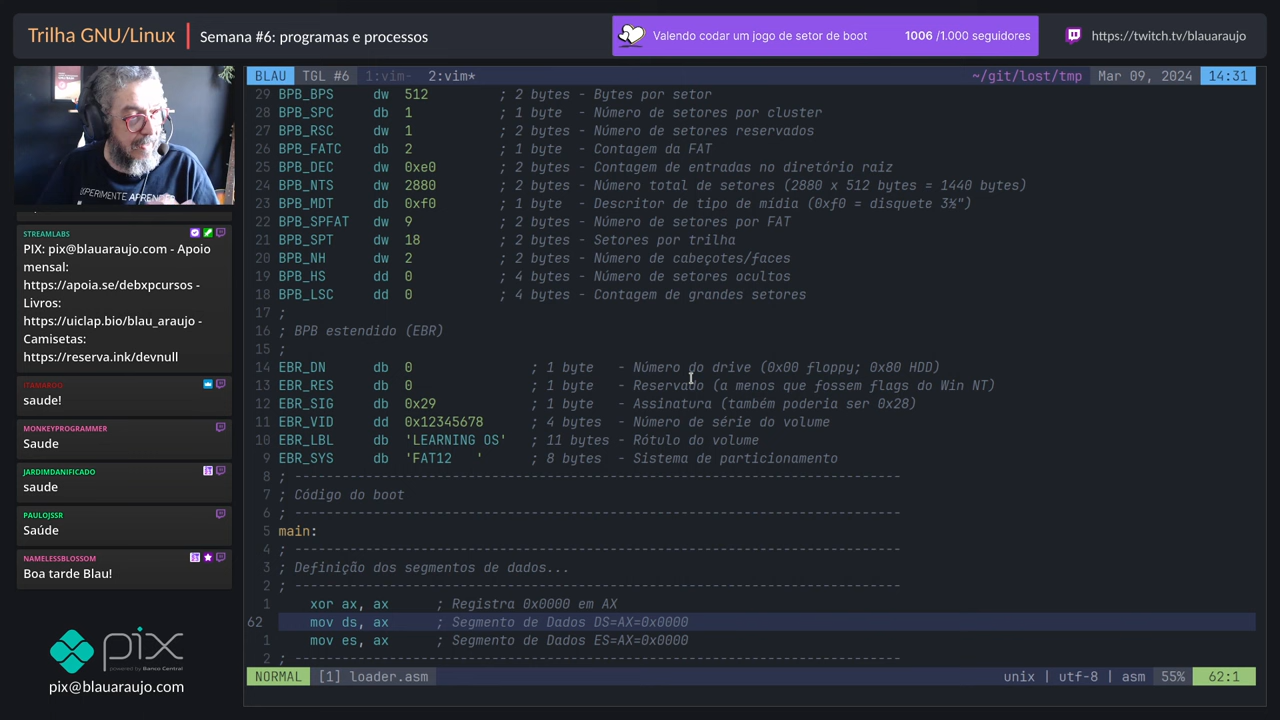 Trilha GNU/Linux | Semana #6: programas e processos
Valendo codar um jogo de setor de boot 1006 /1.000 seguidores
https://twitch.tv/blauaraujo
EXPERIMENTE APRENDER
STREAMLABS
PIX: pix@blauaraujo.com - Apoio
mensal:
https://apoia.se/debxpcursos -
Livros:
https://uiclap.bio/blau_araujo -
Camisetas:
https://reserva.ink/devnull
ITAMAROQ
saude!
MONKEYPROGRAMMER
Saude
JARDIMDANIFICADO
saude
PAULOJSSR
Saúde
NAMELESSBLOSSOM
Boa tarde Blau!
pix
powered by Banco Central
pix@blauaraujo.com
BLAU TGL #6 1:vim- 2:vim* ~/git/lost/tmp Mar 09, 2024 14:31
29 BPB_BPS dw 512 ; 2 bytes - Bytes por setor
28 BPB_SPC db 1 ; 1 byte - Número de setores por cluster
27 BPB_RSC dw 1 ; 2 bytes - Número de setores reservados
26 BPB_FATC db 2 ; 1 byte - Contagem da FAT
25 BPB_DEC dw 0xe0 ; 2 bytes - Contagem de entradas no diretório raiz
24 BPB_NTS dw 2880 ; 2 bytes - Número total de setores (2880 x 512 bytes = 1440 bytes)
23 BPB_MDT db 0xf0 ; 1 byte - Descritor de tipo de mídia (0xf0 = disquete 3½″)
22 BPB_SPFAT dw 9 ; 2 bytes - Número de setores por FAT
21 BPB_SPT dw 18 ; 2 bytes - Setores por trilha
20 BPB_NH dw 2 ; 2 bytes - Número de cabeçotes/faces
19 BPB_HS dd 0 ; 4 bytes - Número de setores ocultos
18 BPB_LSC dd 0 ; 4 bytes - Contagem de grandes setores
17 ;
16 ; BPB estendido (EBR)
15 ;
14 EBR_DN db 0 ; 1 byte - Número do drive (0x00 floppy; 0x80 HDD)
13 EBR_RES db 0 ; 1 byte - Reservado (a menos que fossem flags do Win NT)
12 EBR_SIG db 0x29 ; 1 byte - Assinatura (também poderia ser 0x28)
11 EBR_VID dd 0x12345678 ; 4 bytes - Número de série do volume
10 EBR_LBL db 'LEARNING OS' ; 11 bytes - Rótulo do volume
9 EBR_SYS db 'FAT12   ' ; 8 bytes - Sistema de particionamento
8 ; -----------------------------------------------------------------------------
7 ; Código do boot
6 ; -----------------------------------------------------------------------------
5 main:
4 ; -----------------------------------------------------------------------------
3 ; Definição dos segmentos de dados...
2 ; -----------------------------------------------------------------------------
1 xor ax, ax ; Registra 0x0000 em AX
62 mov ds, ax ; Segmento de Dados DS=AX=0x0000
1 mov es, ax ; Segmento de Dados ES=AX=0x0000
2 ; -----------------------------------------------------------------------------
NORMAL [1] loader.asm unix | utf-8 | asm 55% 62:1